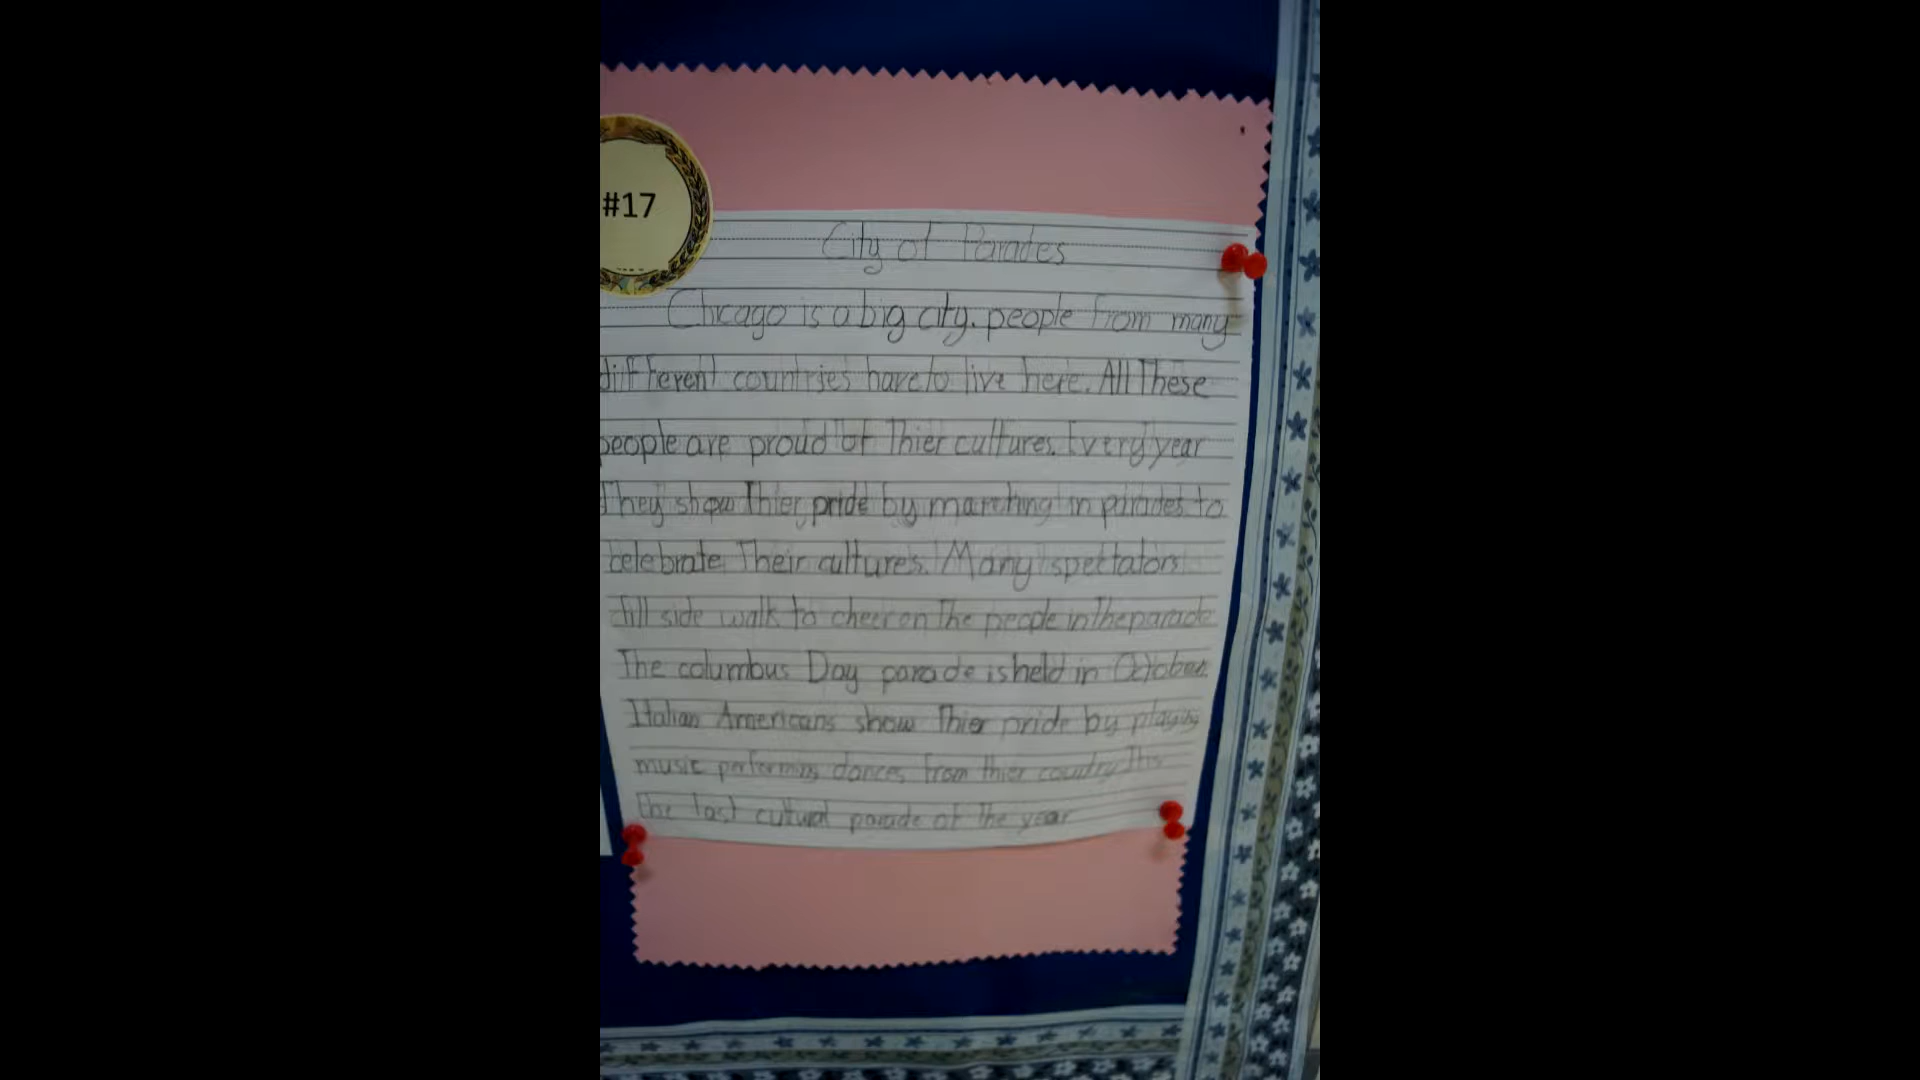 #17
City of Parades
Chicago is a big city. people from many
different countries have to live here. All These
people are proud of Thier cultures. Every year
They show Thier pride by marching in parades to
celebrate Their cultures. Many spectators
fill side walk to cheer on The people in The parade
The columbus Day parade is held in October.
Italian Americans show Thier pride by playing
music performing dances from thier country This
the last cultural parade of the year